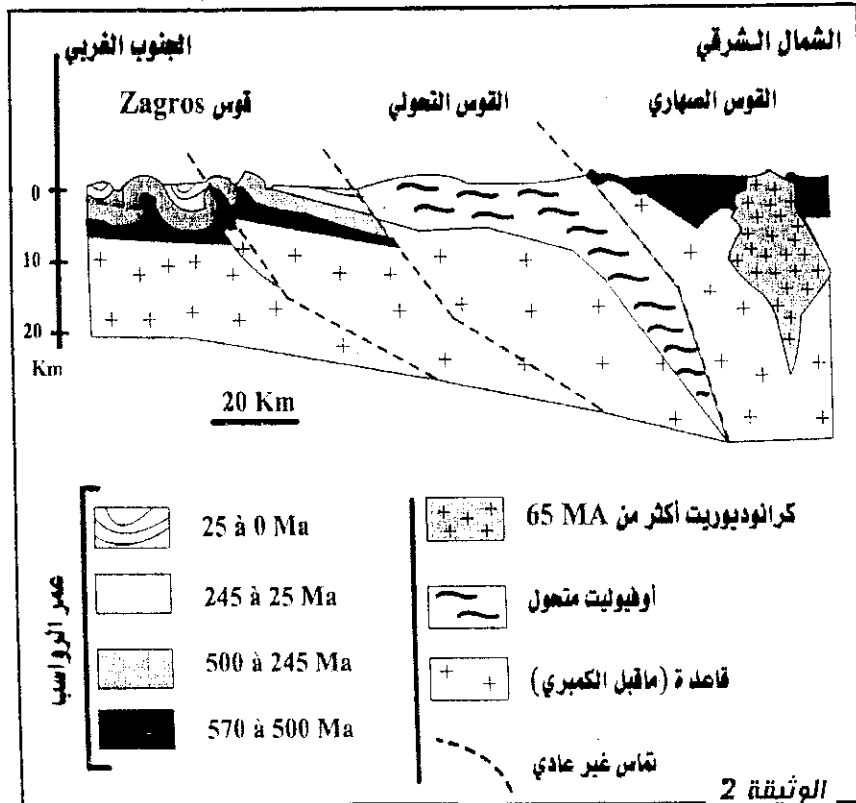 الجنوب الغربي
الشمال الشرقي
قوس Zagros
القوس التحولي
القوس الصهاري
0
10
20
Km
20 Km
عمر الرواسب
25 à 0 Ma
245 à 25 Ma
500 à 245 Ma
570 à 500 Ma
كرانوديوريت أكثر من 65 MA
أوفيوليت متحول
قاعدة (ماقبل الكمبري)
تماس غير عادي
الوثيقة 2